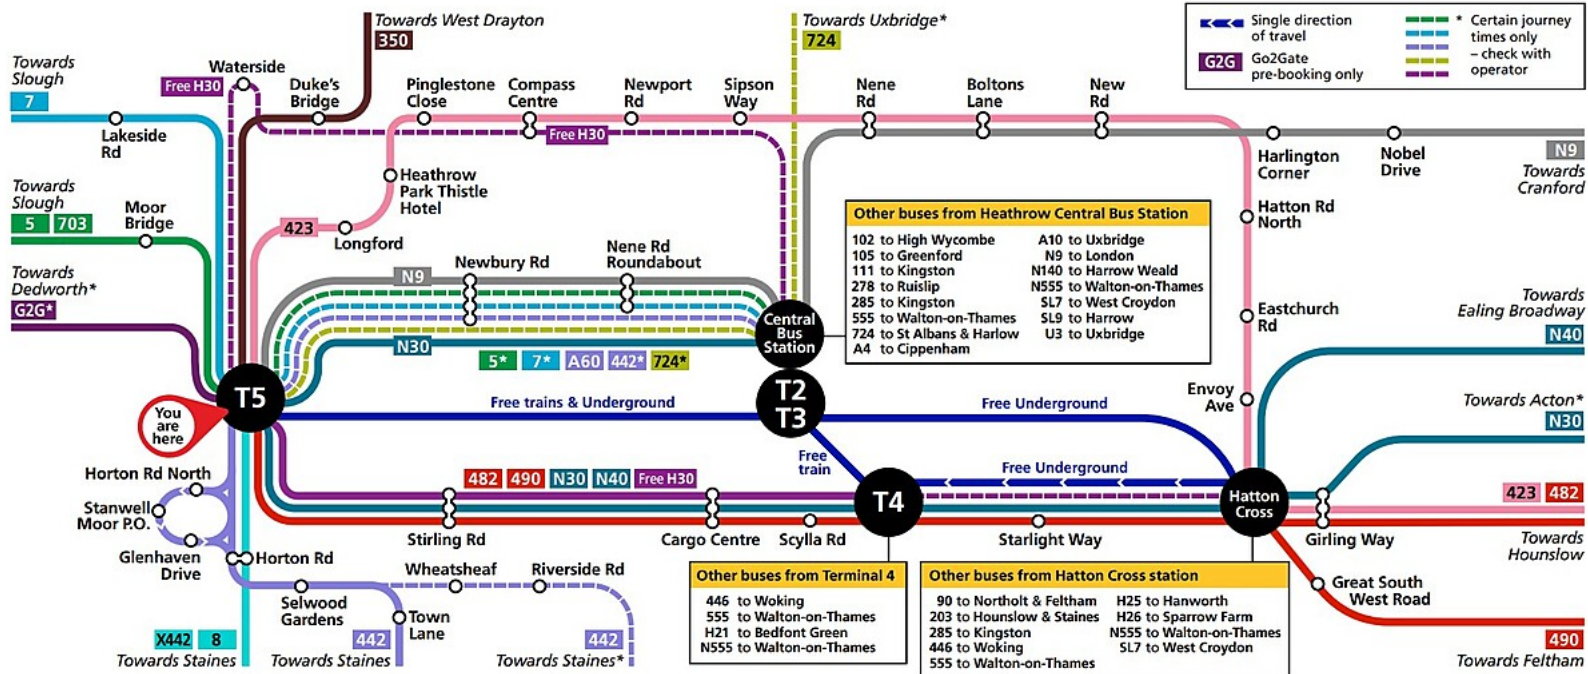 Towards West Drayton
350
Towards Uxbridge*
724
Single direction
of travel
G2G
Go2Gate
pre-booking only
* Certain journey
times only
– check with
operator
Towards
Slough
7
Lakeside
Rd
Waterside
Free H30
Duke's
Bridge
Pinglestone
Close
Compass
Centre
Free H30
Newport
Rd
Sipson
Way
Nene
Rd
Boltons
Lane
New
Rd
Harlington
Corner
Nobel
Drive
N9
Towards
Cranford
Towards
Slough
5 703
Moor
Bridge
Heathrow
Park Thistle
Hotel
423
Longford
Hatton Rd
North
Towards
Dedworth*
G2G*
N9
Newbury Rd
Nene Rd
Roundabout
N30
5* 7* A60 442* 724*
Central
Bus
Station
Other buses from Heathrow Central Bus Station
102 to High Wycombe
105 to Greenford
111 to Kingston
278 to Ruislip
285 to Kingston
555 to Walton-on-Thames
724 to St Albans & Harlow
A4 to Cippenham
A10 to Uxbridge
N9 to London
N140 to Harrow Weald
N555 to Walton-on-Thames
SL7 to West Croydon
SL9 to Harrow
U3 to Uxbridge
Eastchurch
Rd
Towards
Ealing Broadway
N40
Envoy
Ave
Towards Acton*
N30
T5
You
are
here
Free trains & Underground
T2
T3
Free Underground
Free
train
Free Underground
T4
Hatton
Cross
423 482
Towards
Hounslow
Horton Rd North
Stanwell
Moor P.O.
Glenhaven
Drive
Horton Rd
482 490 N30 N40 Free H30
Stirling Rd
Cargo Centre
Scylla Rd
Starlight Way
Girling Way
Great South
West Road
490
Towards Feltham
Selwood
Gardens
Wheatsheaf
Riverside Rd
Town
Lane
X442 8
Towards Staines
442
Towards Staines
442
Towards Staines*
Other buses from Terminal 4
446 to Woking
555 to Walton-on-Thames
H21 to Bedfont Green
N555 to Walton-on-Thames
Other buses from Hatton Cross station
90 to Northolt & Feltham
203 to Hounslow & Staines
285 to Kingston
446 to Woking
555 to Walton-on-Thames
H25 to Hanworth
H26 to Sparrow Farm
N555 to Walton-on-Thames
SL7 to West Croydon